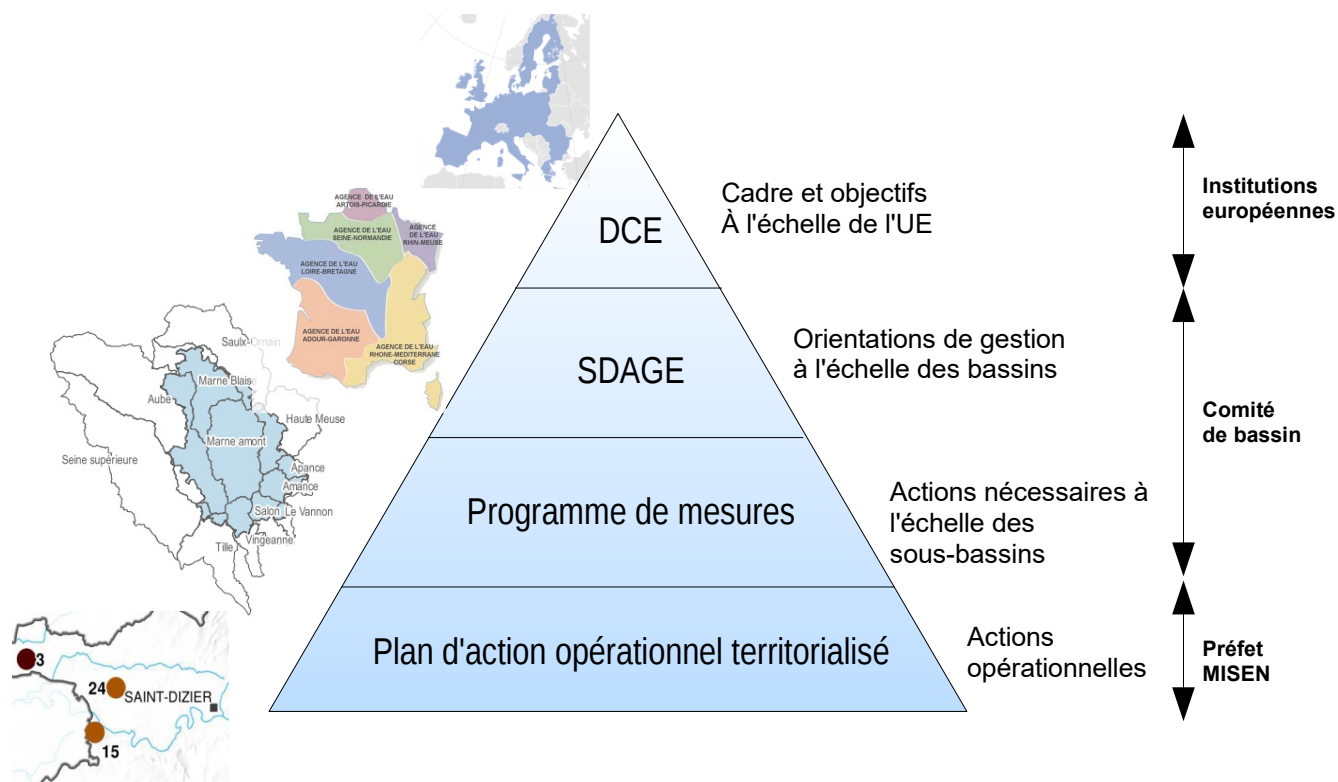 AGENCE DE L'EAU
ARTOIS-PICARDIE
AGENCE DE L'EAU
SEINE-NORMANDIE
AGENCE
DE L'EAU
RHIN-MEUSE
AGENCE DE L'EAU
LOIRE-BRETAGNE
AGENCE DE L'EAU
ADOUR-GARONNE
AGENCE DE L'EAU
RHONE-MEDITERRANE
CORSE
DCE
Cadre et objectifs
À l'échelle de l'UE
Institutions
européennes
SDAGE
Orientations de gestion
à l'échelle des bassins
Comité
de bassin
Saulx-Ornain
Marne Blaise
Aube
Haute Meuse
Marne amont
Seine supérieure
Apance
Amance
Salon
Le Vannon
Vingeanne
Tille
Programme de mesures
Actions nécessaires à
l'échelle des
sous-bassins
Plan d'action opérationnel territorialisé
Actions
opérationnelles
Préfet
MISEN
3
24
SAINT-DIZIER
15